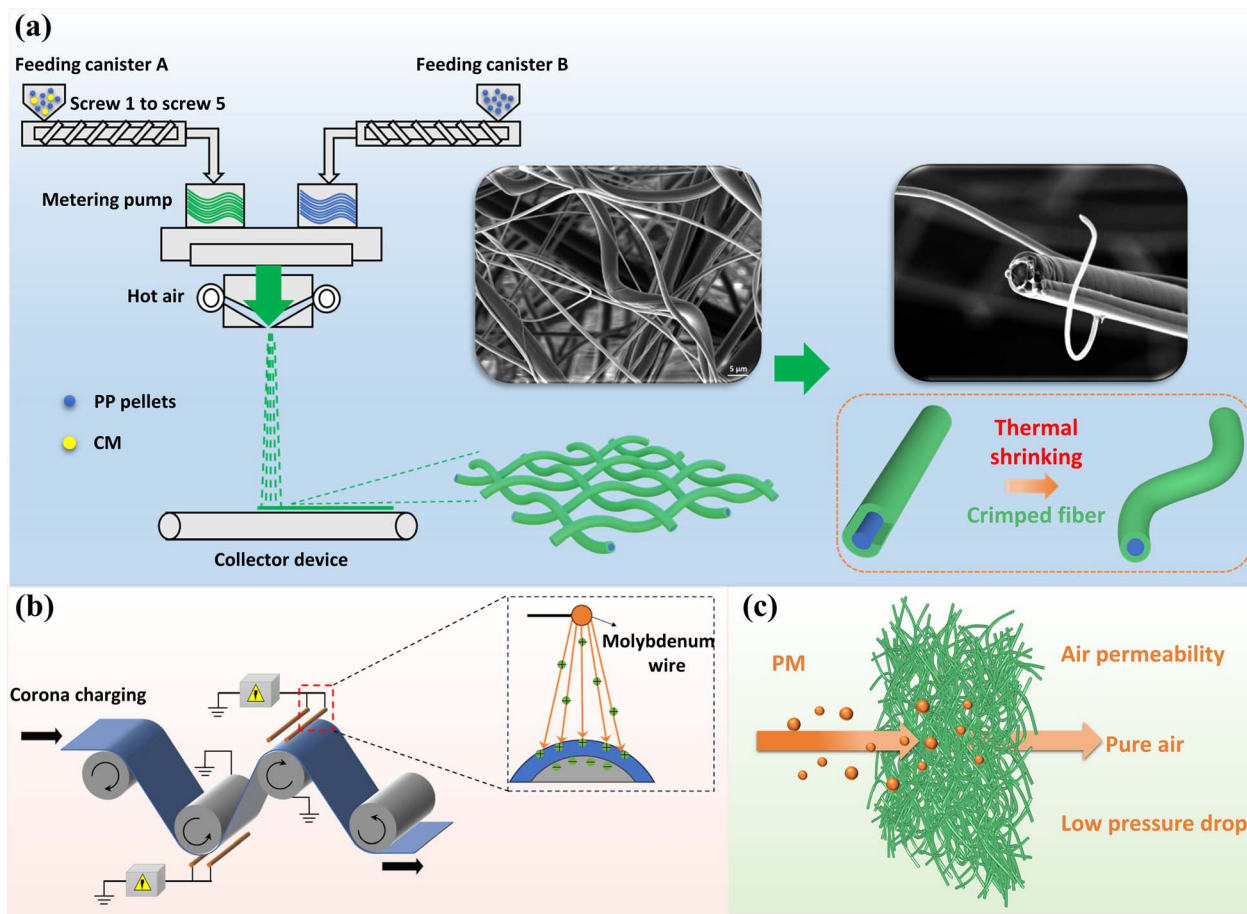 (a)
Feeding canister A
Feeding canister B
Screw 1 to screw 5
Metering pump
Hot air
5 µm
PP pellets
CM
Thermal
shrinking
Crimped fiber
Collector device
(b)
Corona charging
Molybdenum
wire
(c)
PM
Air permeability
Pure air
Low pressure drop